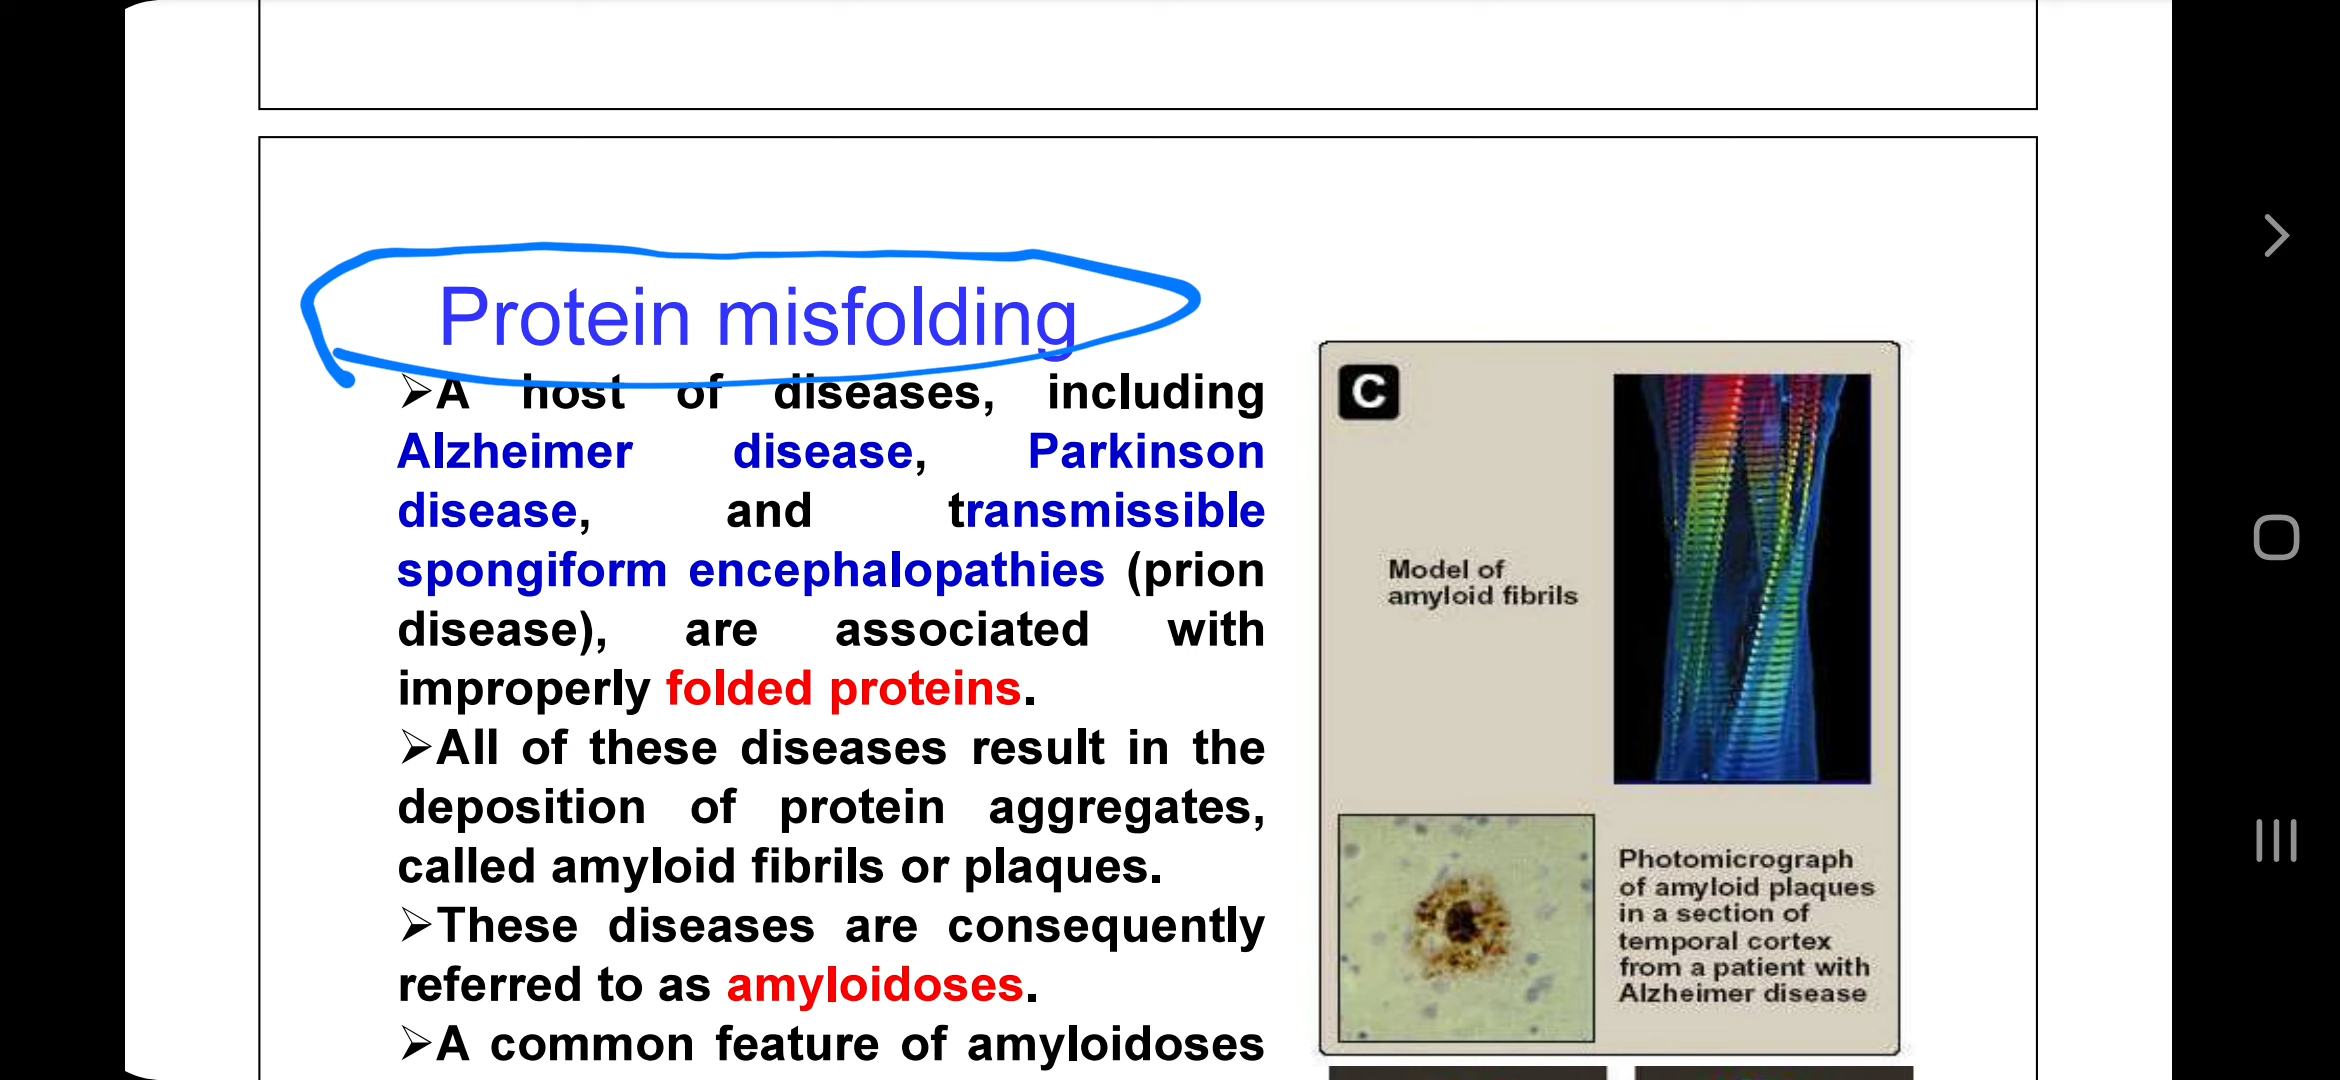 Protein misfolding
➢A host of diseases, including
Alzheimer disease, Parkinson
disease, and transmissible
spongiform encephalopathies (prion
disease), are associated with
improperly folded proteins.
➢All of these diseases result in the
deposition of protein aggregates,
called amyloid fibrils or plaques.
➢These diseases are consequently
referred to as amyloidoses.
➢A common feature of amyloidoses
C
Model of
amyloid fibrils
Photomicrograph
of amyloid plaques
in a section of
temporal cortex
from a patient with
Alzheimer disease